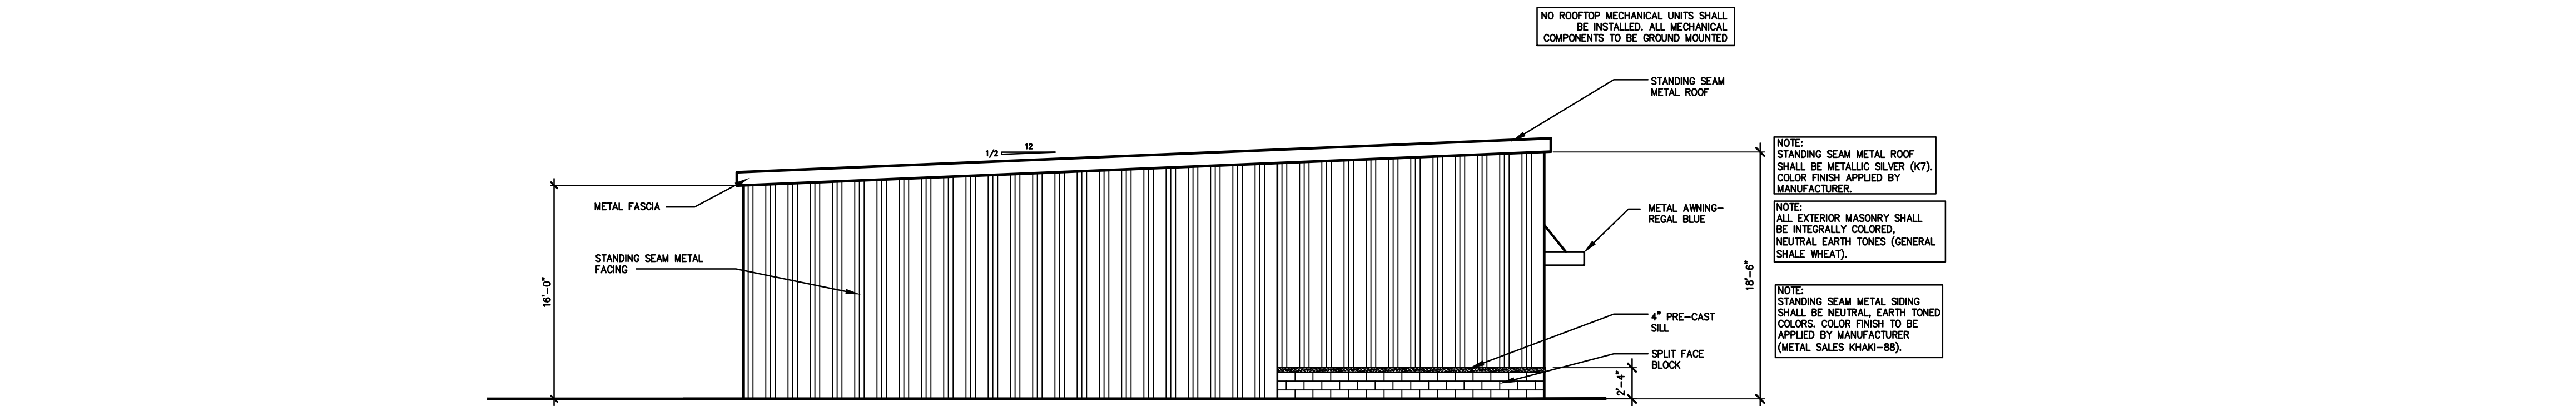 NO ROOFTOP MECHANICAL UNITS SHALL
BE INSTALLED. ALL MECHANICAL
COMPONENTS TO BE GROUND MOUNTED
STANDING SEAM
METAL ROOF
12
1/2
METAL FASCIA
STANDING SEAM METAL
FACING
16'-0"
METAL AWNING-
REGAL BLUE
4" PRE-CAST
SILL
SPLIT FACE
BLOCK
2'-4"
18'-6"
NOTE:
STANDING SEAM METAL ROOF
SHALL BE METALLIC SILVER (K7).
COLOR FINISH APPLIED BY
MANUFACTURER.
NOTE:
ALL EXTERIOR MASONRY SHALL
BE INTEGRALLY COLORED,
NEUTRAL EARTH TONES (GENERAL
SHALE WHEAT).
NOTE:
STANDING SEAM METAL SIDING
SHALL BE NEUTRAL, EARTH TONED
COLORS. COLOR FINISH TO BE
APPLIED BY MANUFACTURER
(METAL SALES KHAKI-88).